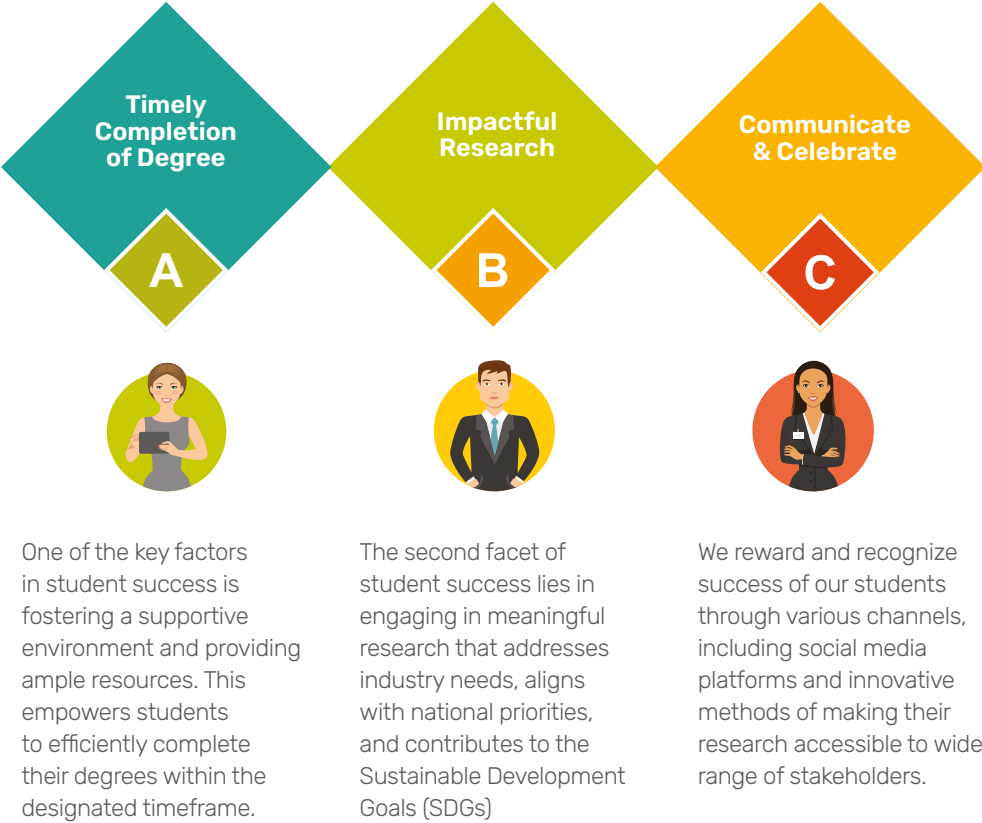 Timely
Completion
of Degree
A
Impactful
Research
B
Communicate
& Celebrate
C
One of the key factors
in student success is
fostering a supportive
environment and providing
ample resources. This
empowers students
to efficiently complete
their degrees within the
designated timeframe.
The second facet of
student success lies in
engaging in meaningful
research that addresses
industry needs, aligns
with national priorities,
and contributes to the
Sustainable Development
Goals (SDGs)
We reward and recognize
success of our students
through various channels,
including social media
platforms and innovative
methods of making their
research accessible to wide
range of stakeholders.